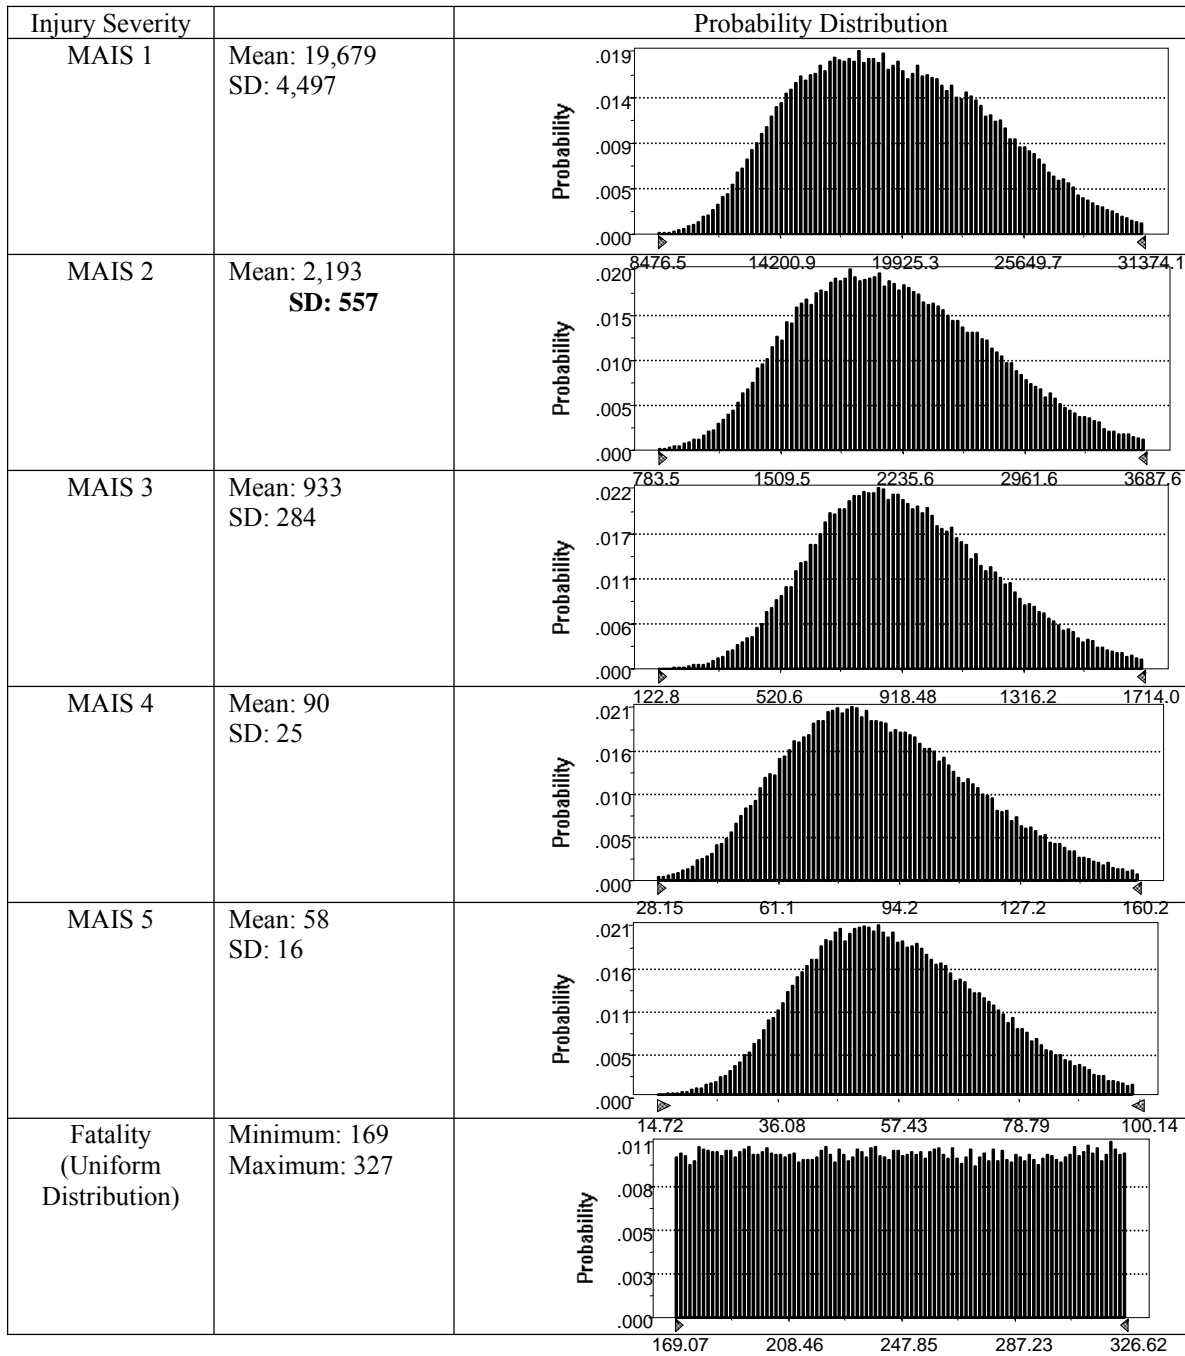 Injury Severity Probability Distribution
MAIS 1 Mean: 19,679
SD: 4,497
Probability
.019
.014
.009
.005
.000
8476.5 14200.9 19925.3 25649.7 31374.1
MAIS 2 Mean: 2,193
SD: 557
Probability
.020
.015
.010
.005
.000
783.5 1509.5 2235.6 2961.6 3687.6
MAIS 3 Mean: 933
SD: 284
Probability
.022
.017
.011
.006
.000
122.8 520.6 918.48 1316.2 1714.0
MAIS 4 Mean: 90
SD: 25
Probability
.021
.016
.010
.005
.000
28.15 61.1 94.2 127.2 160.2
MAIS 5 Mean: 58
SD: 16
Probability
.021
.016
.011
.005
.000
14.72 36.08 57.43 78.79 100.14
Fatality Minimum: 169
(Uniform Maximum: 327
Distribution)
Probability
.011
.008
.005
.003
.000
169.07 208.46 247.85 287.23 326.62